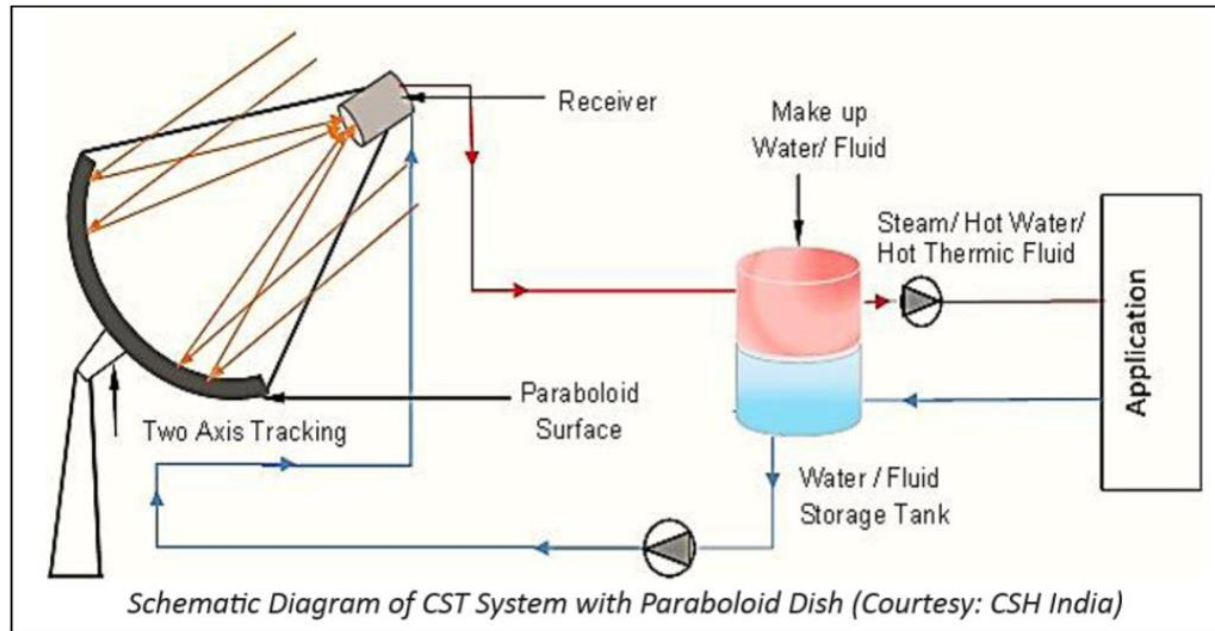 Receiver
Make up
Water/ Fluid
Steam/ Hot Water/
Hot Thermic Fluid
Application
Paraboloid
Surface
Two Axis Tracking
Water / Fluid
Storage Tank
Schematic Diagram of CST System with Paraboloid Dish (Courtesy: CSH India)